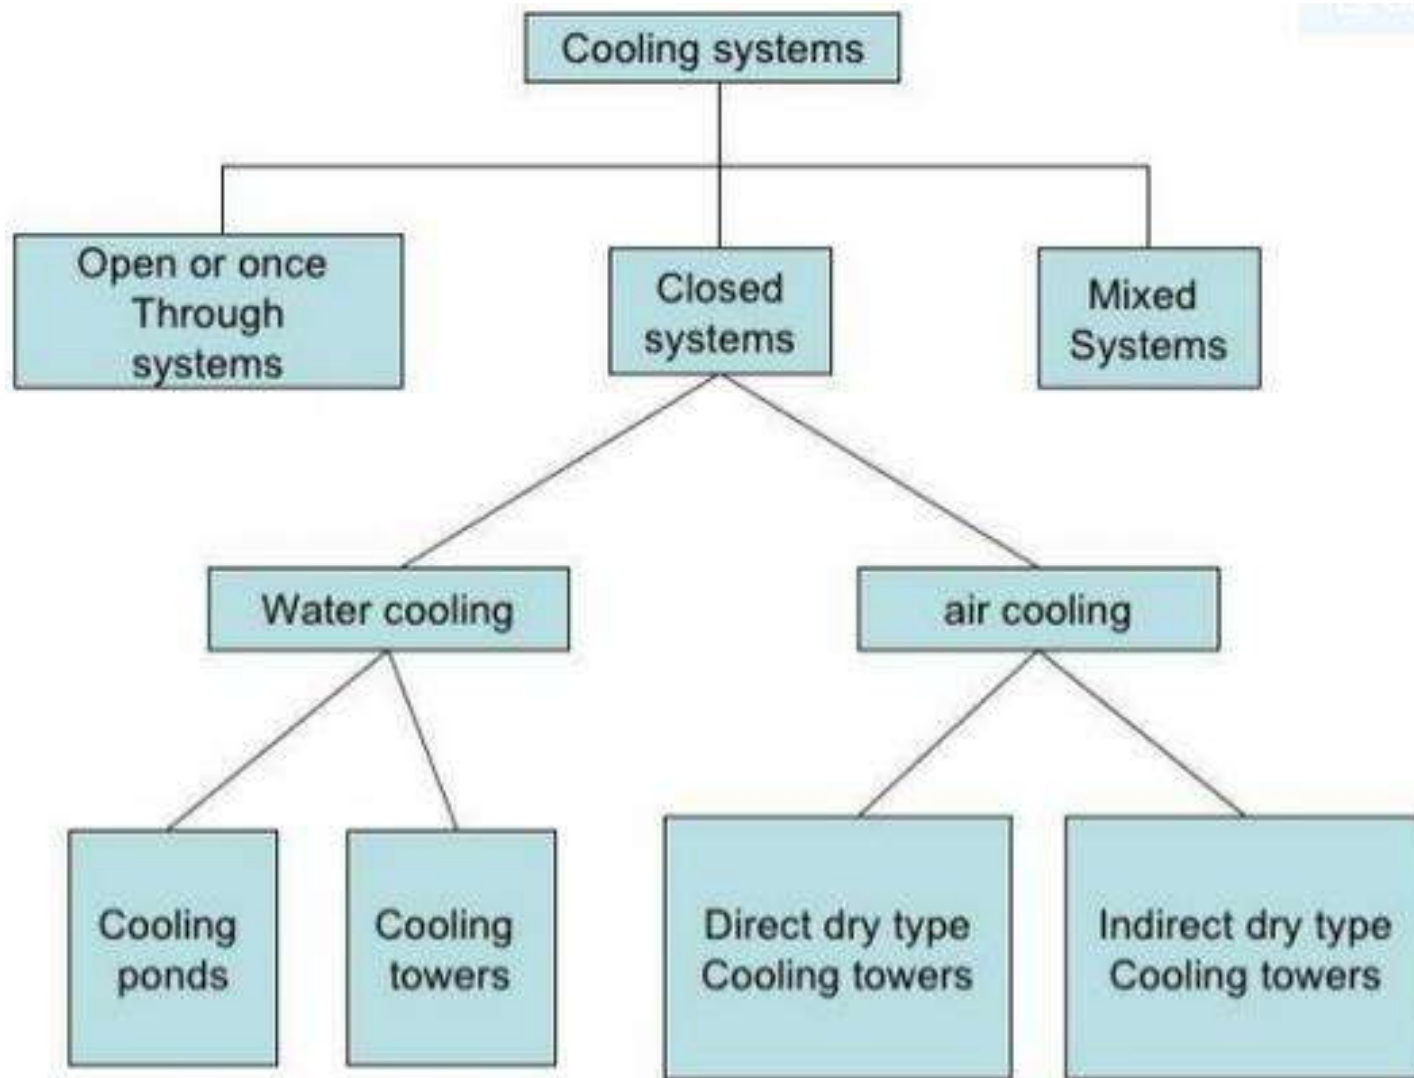 Cooling systems
Open or once
Through
systems
Closed
systems
Mixed
Systems
Water cooling
air cooling
Cooling
ponds
Cooling
towers
Direct dry type
Cooling towers
Indirect dry type
Cooling towers